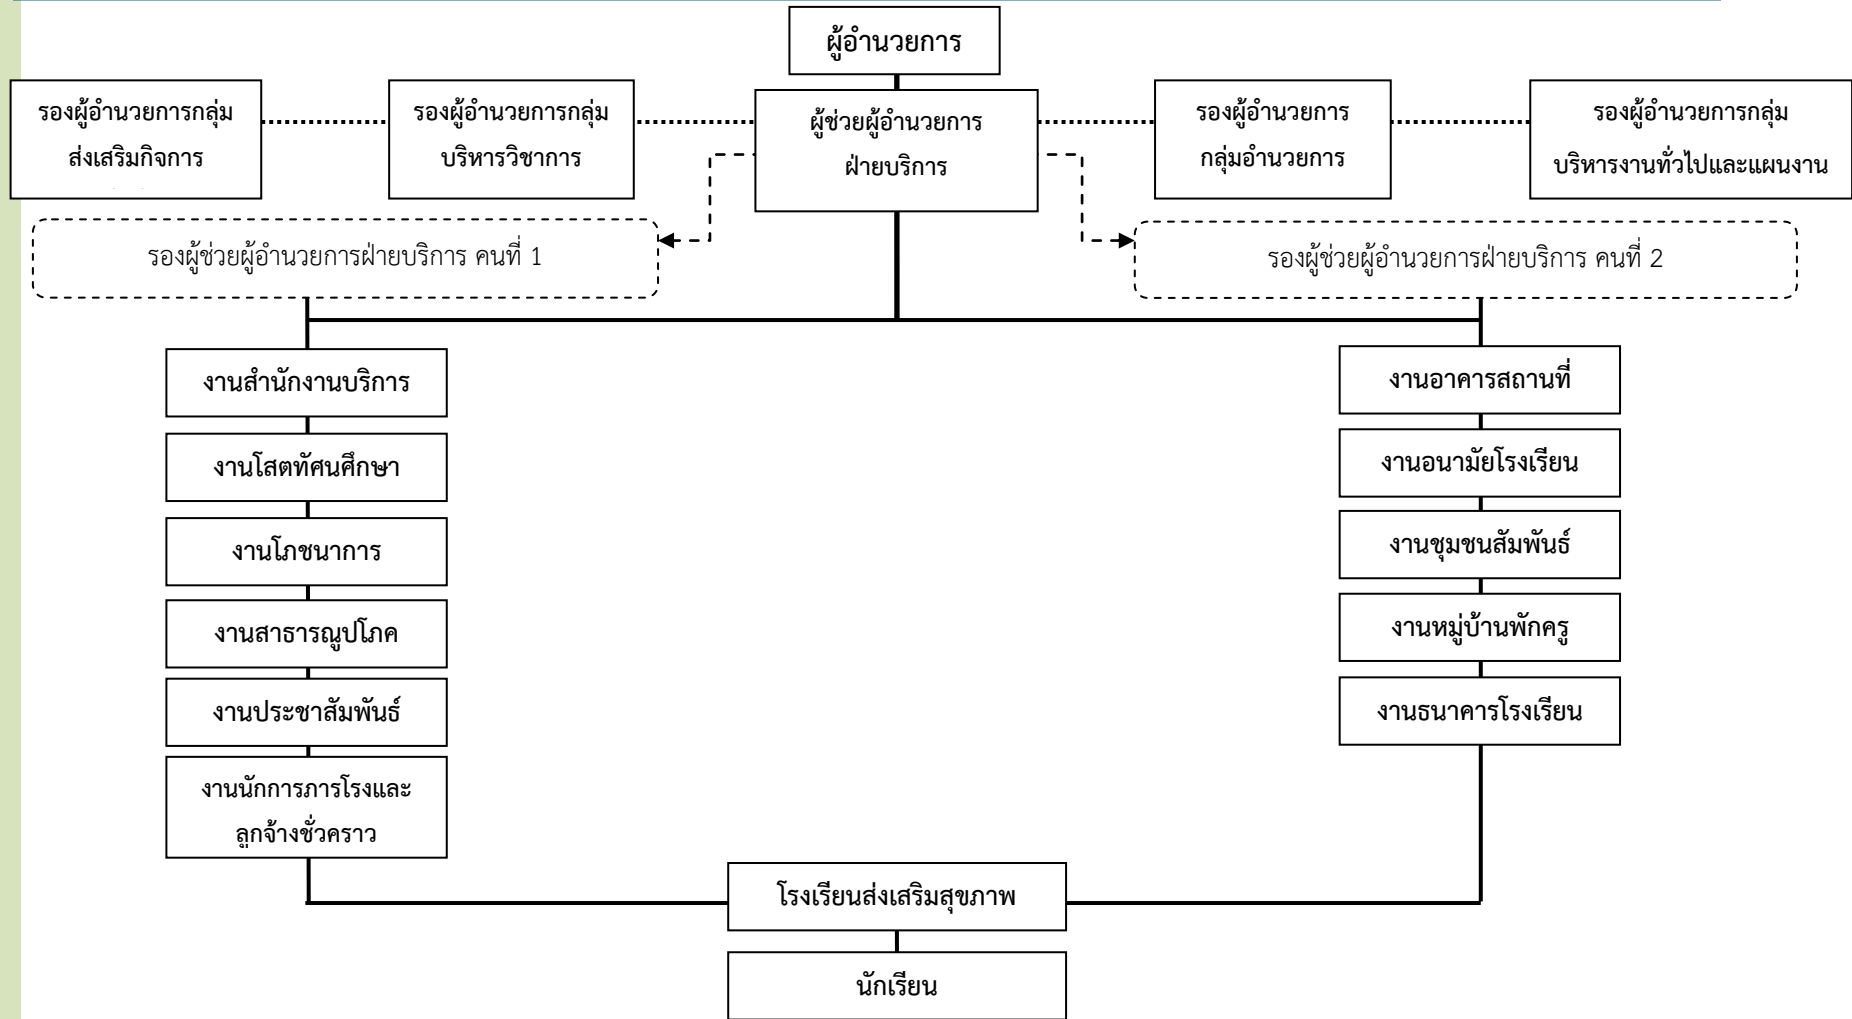 ผู้อำนวยการ
รองผู้อำนวยการกลุ่ม
ส่งเสริมกิจการ
รองผู้อำนวยการกลุ่ม
บริหารวิชาการ
ผู้ช่วยผู้อำนวยการ
ฝ่ายบริการ
รองผู้อำนวยการ
กลุ่มอำนวยการ
รองผู้อำนวยการกลุ่ม
บริหารงานทั่วไปและแผนงาน
รองผู้ช่วยผู้อำนวยการฝ่ายบริการ คนที่ 1
รองผู้ช่วยผู้อำนวยการฝ่ายบริการ คนที่ 2
งานสำนักงานบริการ
งานโสตทัศนศึกษา
งานโภชนาการ
งานสาธารณูปโภค
งานประชาสัมพันธ์
งานนักการภารโรงและ
ลูกจ้างชั่วคราว
งานอาคารสถานที่
งานอนามัยโรงเรียน
งานชุมชนสัมพันธ์
งานหมู่บ้านพักครู
งานธนาคารโรงเรียน
โรงเรียนส่งเสริมสุขภาพ
นักเรียน